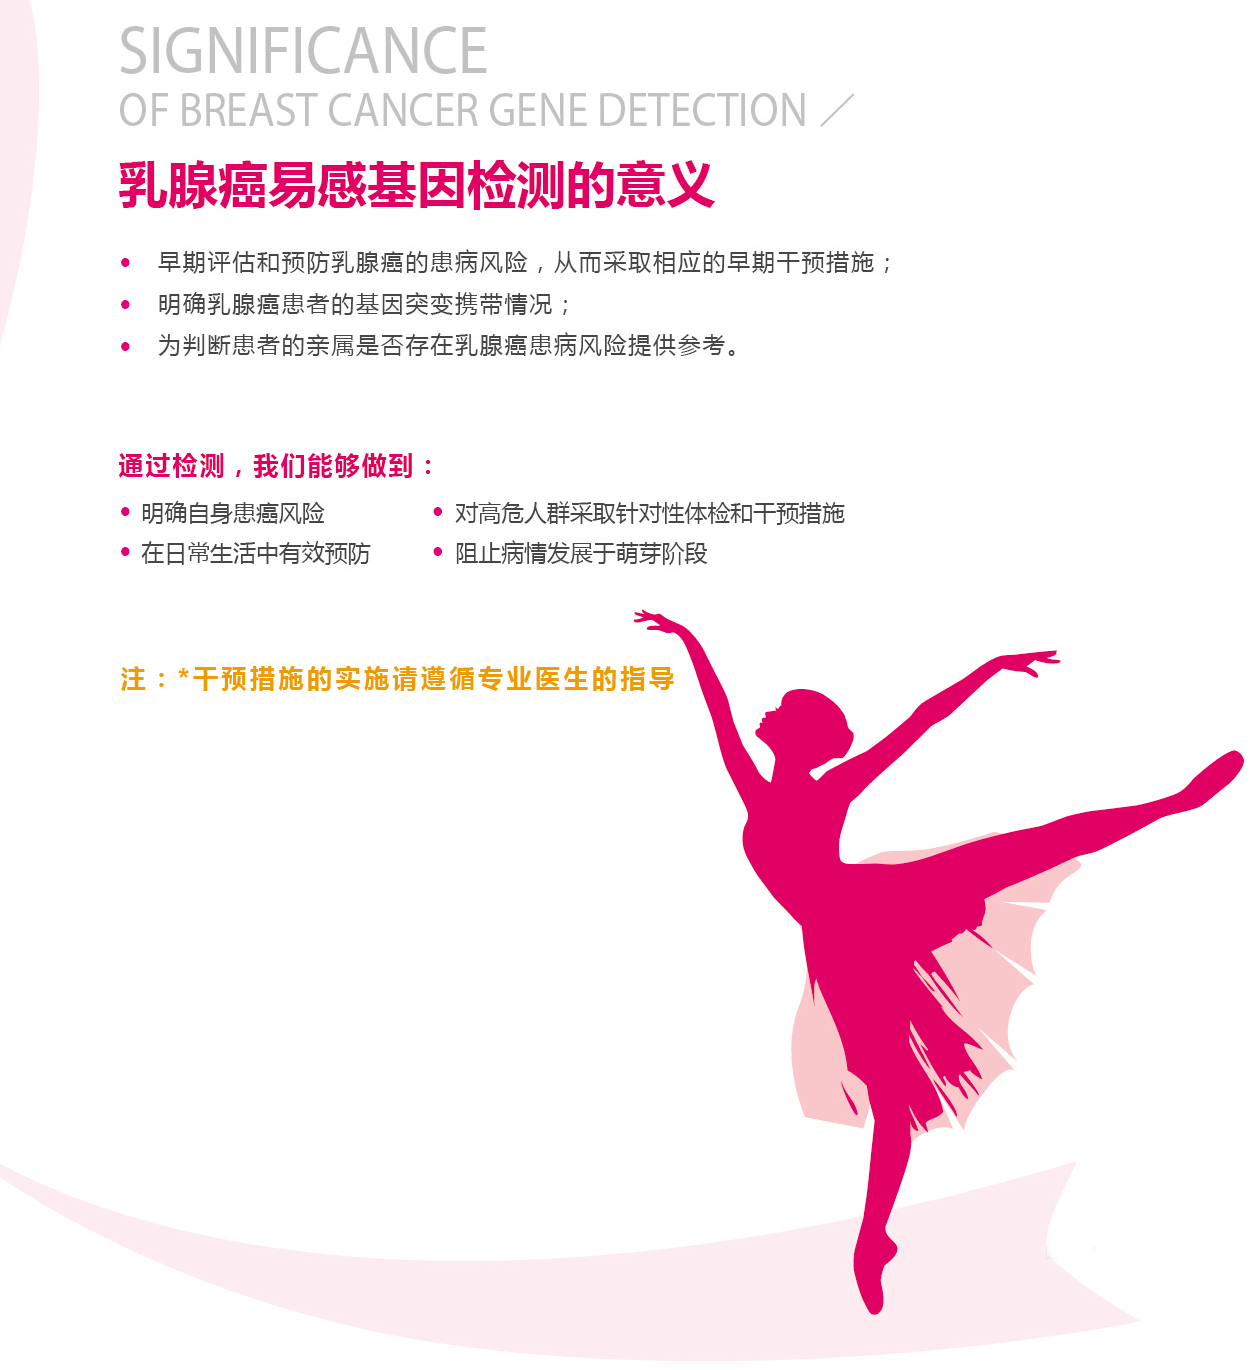 SIGNIFICANCE
OF BREAST CANCER GENE DETECTION ／
乳腺癌易感基因检测的意义
• 早期评估和预防乳腺癌的患病风险，从而采取相应的早期干预措施；
• 明确乳腺癌患者的基因突变携带情况；
• 为判断患者的亲属是否存在乳腺癌患病风险提供参考。
通过检测，我们能够做到：
• 明确自身患癌风险
• 对高危人群采取针对性体检和干预措施
• 在日常生活中有效预防
• 阻止病情发展于萌芽阶段
注：*干预措施的实施请遵循专业医生的指导